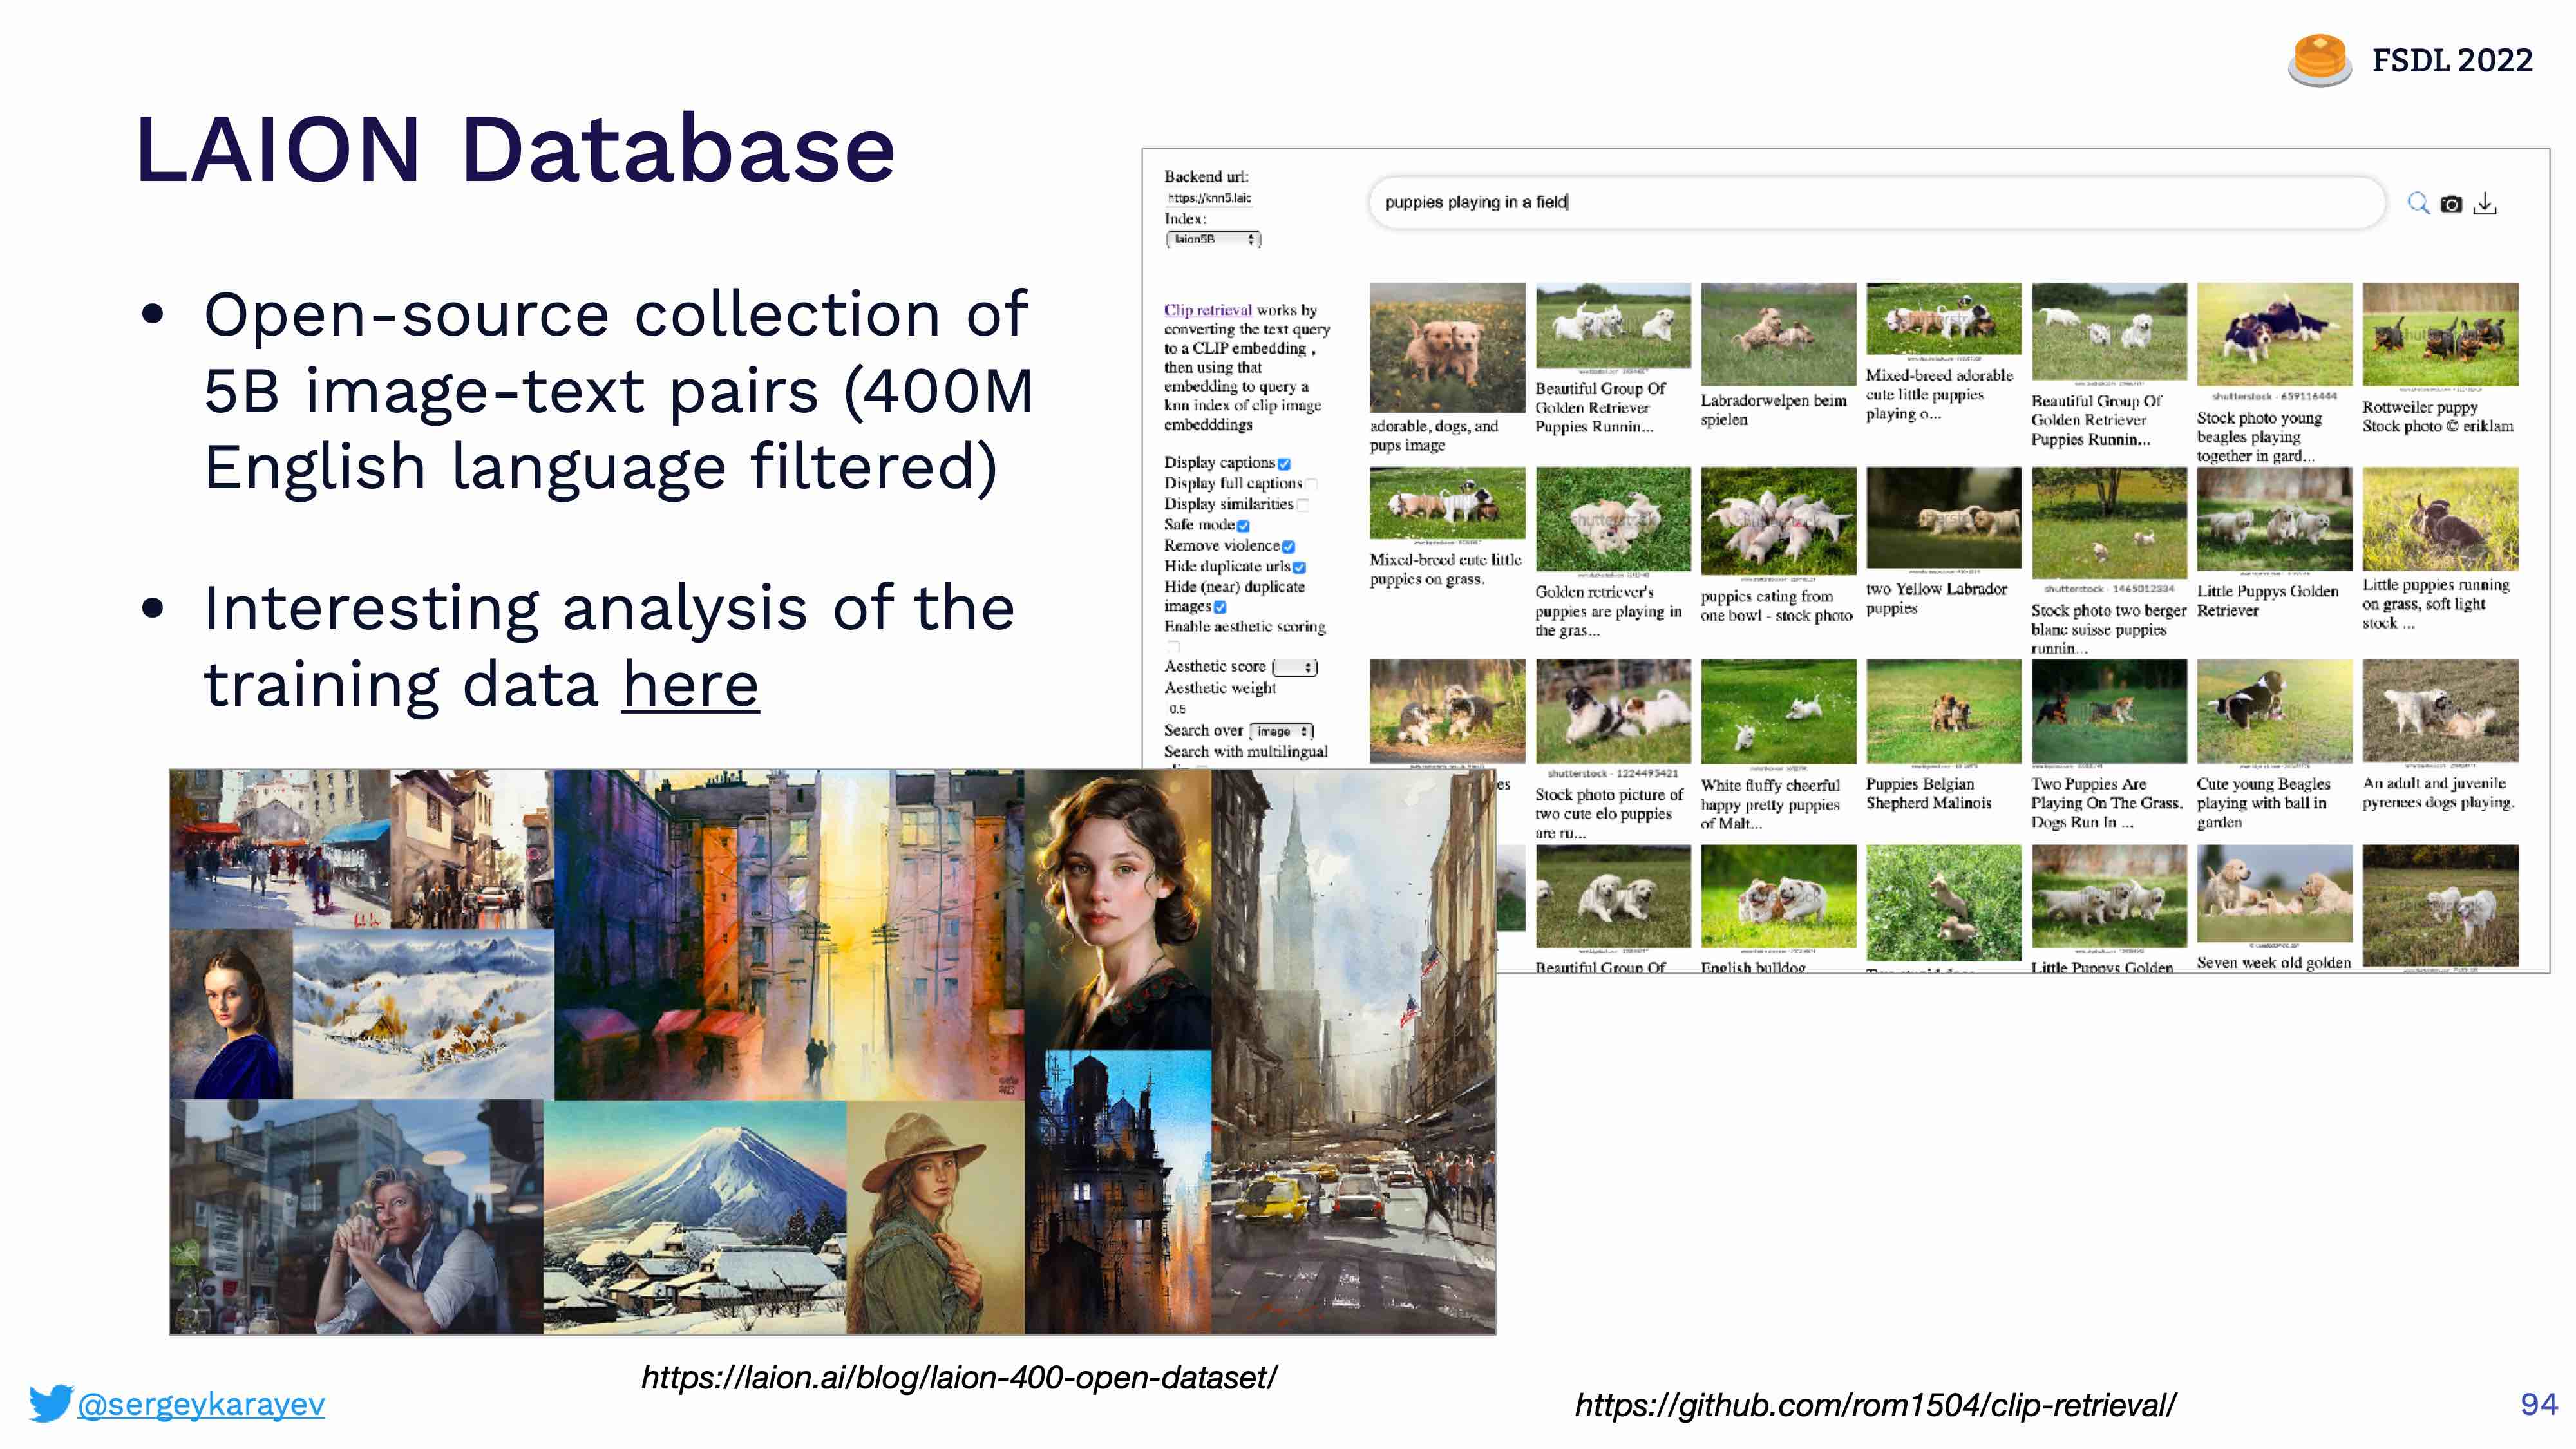 FSDL 2022
LAION Database
• Open-source collection of
5B image-text pairs (400M
English language filtered)
• Interesting analysis of the
training data here
Backend url:
https://knn5.laic
Index:
laion5B
puppies playing in a field
Clip retrieval works by
converting the text query
to a CLIP embedding ,
then using that
embedding to query a
knn index of clip image
embedddings
Display captions
Display full captions
Display similarities
Safe mode
Remove violence
Hide duplicate urls
Hide (near) duplicate
images
Enable aesthetic scoring
Aesthetic score
Aesthetic weight
0.5
Search over image
Search with multilingual
adorable, dogs, and
pups image
Beautiful Group Of
Golden Retriever
Puppies Runnin...
Labradorwelpen beim
spielen
Mixed-breed adorable
cute little puppies
playing o...
Beautiful Group Of
Golden Retriever
Puppies Runnin...
shutterstock · 659116444
Stock photo young
beagles playing
together in gard...
Rottweiler puppy
Stock photo © eriklam
Mixed-breed cute little
puppies on grass.
Golden retriever's
puppies are playing in
the gras...
puppies eating from
one bowl - stock photo
two Yellow Labrador
puppies
shutterstock · 1465012334
Stock photo two berger
blanc suisse puppies
runnin...
Little Puppys Golden
Retriever
Little puppies running
on grass, soft light
stock ...
es
shutterstock · 1224495421
Stock photo picture of
two cute elo puppies
are ru...
White fluffy cheerful
happy pretty puppies
of Malt...
Puppies Belgian
Shepherd Malinois
Two Puppies Are
Playing On The Grass.
Dogs Run In ...
Cute young Beagles
playing with ball in
garden
An adult and juvenile
pyrenees dogs playing.
Beautiful Group Of
English bulldog
Little Puppys Golden
Seven week old golden
https://laion.ai/blog/laion-400-open-dataset/
@sergeykarayev
https://github.com/rom1504/clip-retrieval/
94